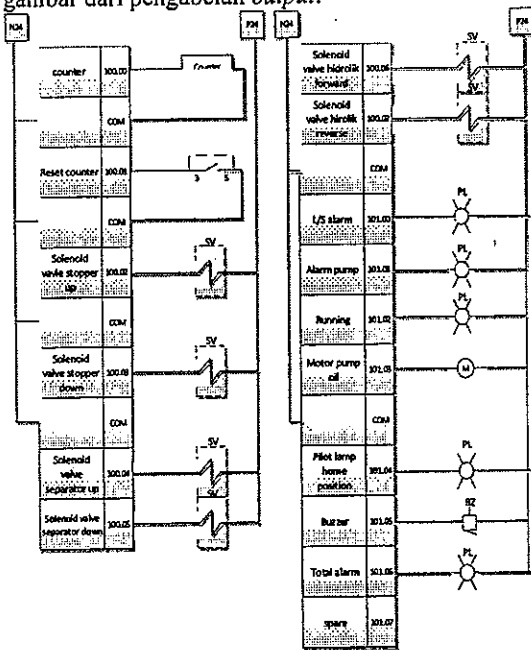 gambar dari pengabelan output.
N24
P24
counter
100.00
Counter
COM
Reset counter
100.01
3 5
COM
Solenoid
valvle stopper
up
100.02
SV
COM
Solenoid
valve stopper
down
100.03
SV
COM
Solenoid
valve
separator up
100.04
SV
Solenoid valve
separator down
100.05
SV
N24
P24
Solenoid
valve hidrolik
forward
100.06
SV
Solenoid
valve hirolik
reverse
SV
COM
L/S alarm
101.00
PL
Alarm pump
101.01
PL
Running
101.02
PL
Motor pump
oil
101.03
M
COM
Pilot lamp
home
position
101.04
PL
Buzzer
101.05
BZ
Total alarm
101.06
PL
spare
101.07